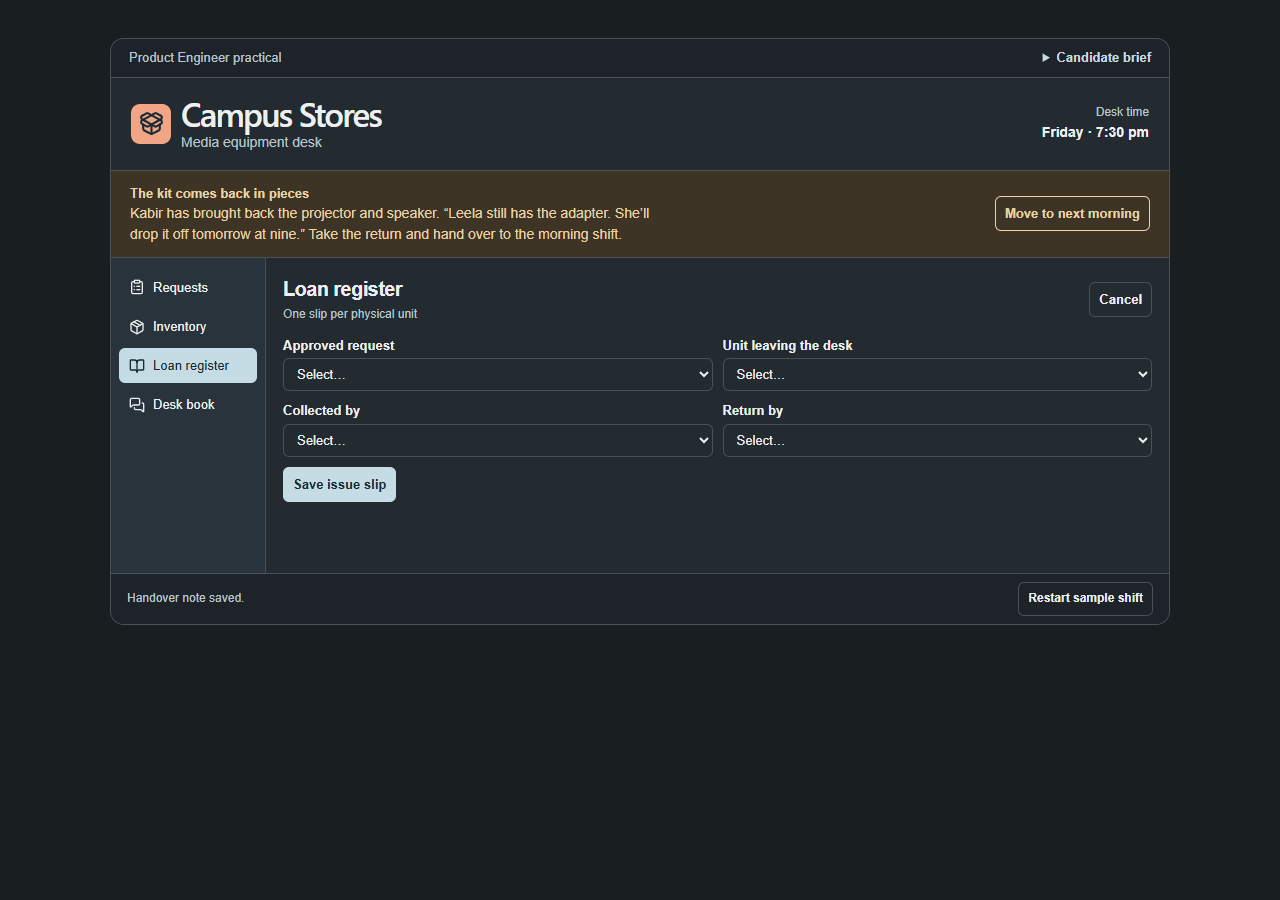 Product Engineer practical
Candidate brief
Campus Stores
Media equipment desk
Desk time
Friday · 7:30 pm
The kit comes back in pieces
Kabir has brought back the projector and speaker. “Leela still has the adapter. She’ll
drop it off tomorrow at nine.” Take the return and hand over to the morning shift.
Move to next morning
Requests
Inventory
Loan register
Desk book
Loan register
One slip per physical unit
Cancel
Approved request
Unit leaving the desk
Select...
Select...
Collected by
Return by
Select...
Select...
Save issue slip
Handover note saved.
Restart sample shift